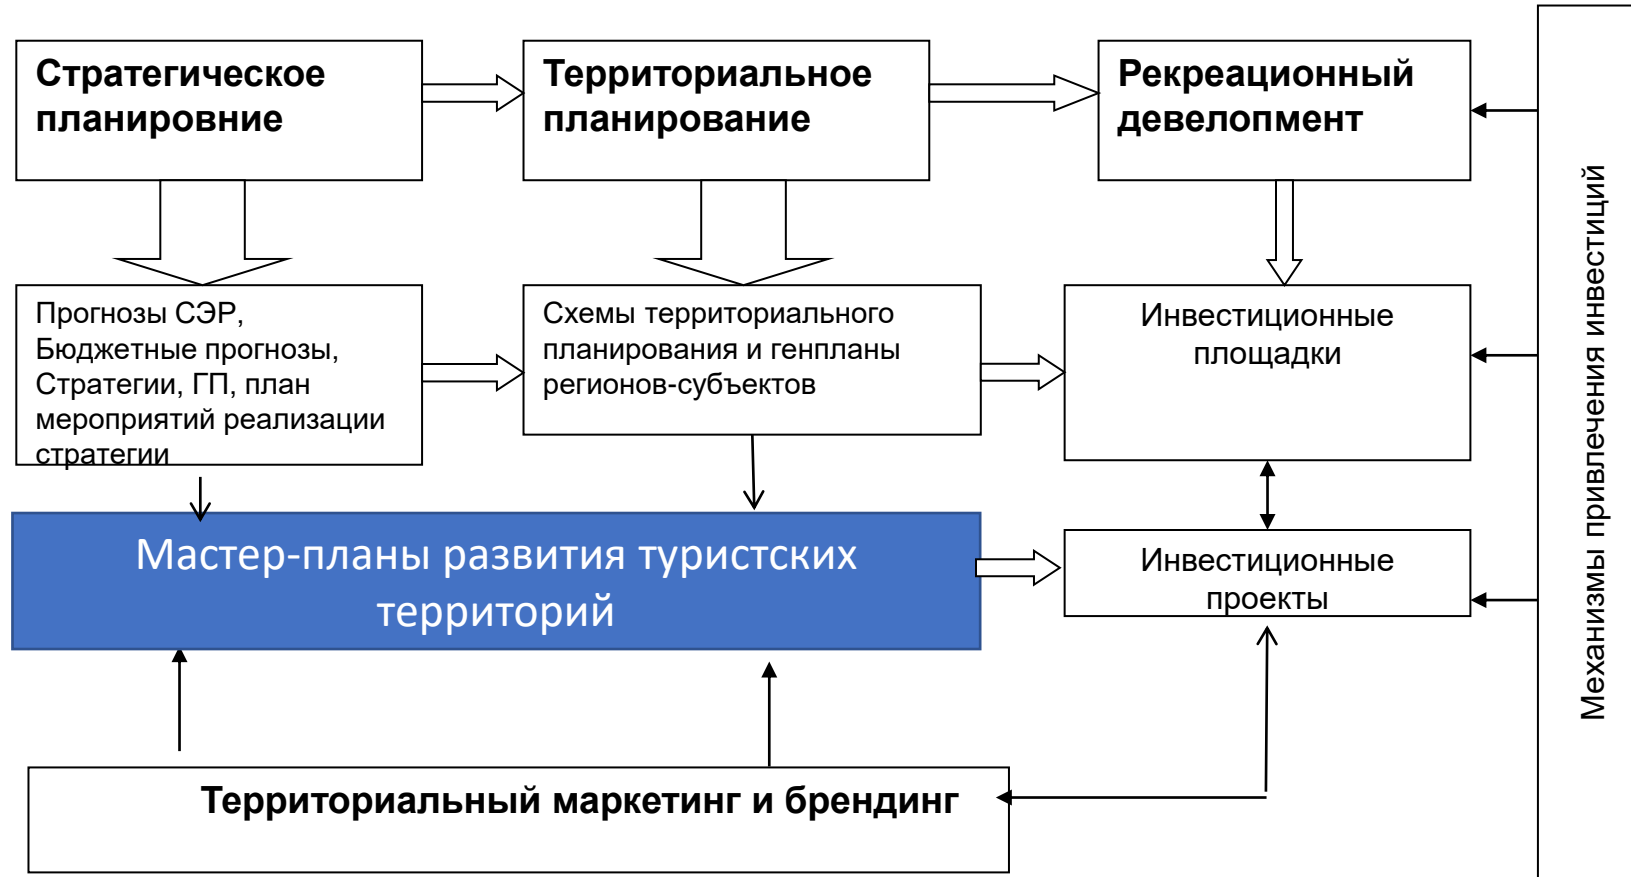 Стратегическое
планировние
Территориальное
планирование
Рекреационный
девелопмент
Прогнозы СЭР,
Бюджетные прогнозы,
Стратегии, ГП, план
мероприятий реализации
стратегии
Схемы территориального
планирования и генпланы
регионов-субъектов
Инвестиционные
площадки
Мастер-планы развития туристских
территорий
Инвестиционные
проекты
Территориальный маркетинг и брендинг
Механизмы привлечения инвестиций